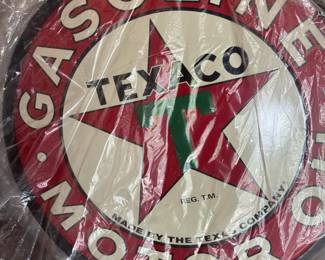 GASOLINE
TEXACO
T
REG. T.M.
MADE BY THE TEXAS COMPANY
MOTOR O